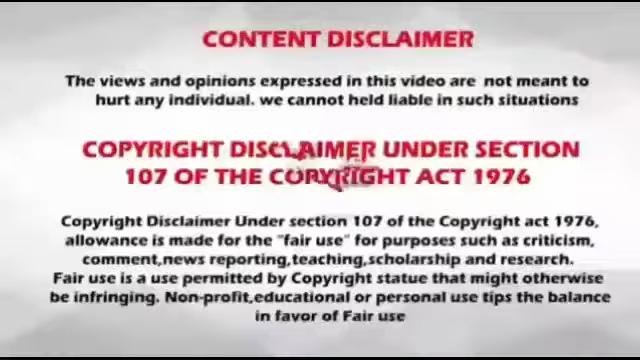 CONTENT DISCLAIMER
The views and opinions expressed in this video are not meant to
hurt any individual. we cannot held liable in such situations
COPYRIGHT DISCLAIMER UNDER SECTION
107 OF THE COPYRIGHT ACT 1976
Copyright Disclaimer Under section 107 of the Copyright act 1976,
allowance is made for the "fair use" for purposes such as criticism,
comment,news reporting,teaching,scholarship and research.
Fair use is a use permitted by Copyright statue that might otherwise
be infringing. Non-profit,educational or personal use tips the balance
in favor of Fair use